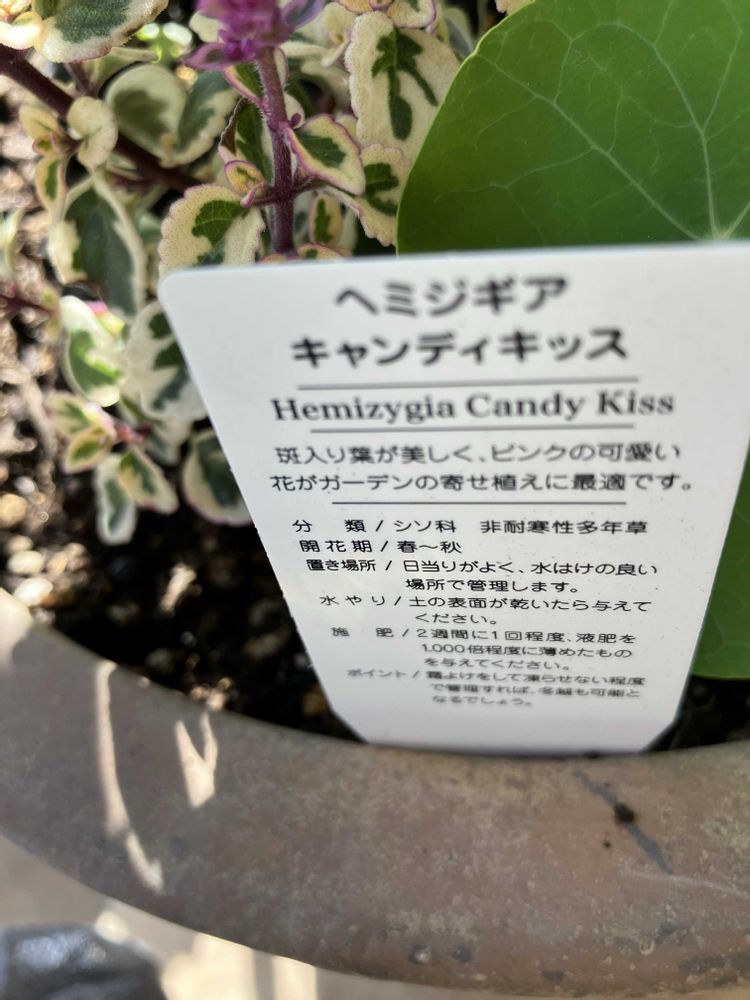 ヘミジギア
キャンディキッス
Hemizygia Candy Kiss
斑入り葉が美しく、ピンクの可愛い
花がガーデンの寄せ植えに最適です。
分　類 / シソ科　非耐寒性多年草
開花期 / 春〜秋
置き場所 / 日当りがよく、水はけの良い
場所で管理します。
水やり / 土の表面が乾いたら与えて
ください。
施　肥 / 2週間に1回程度、液肥を
1,000倍程度に薄めたもの
を与えてください。
ポイント / 霜よけをして凍らせない程度
で管理すれば、冬越も可能と
なるでしょう。